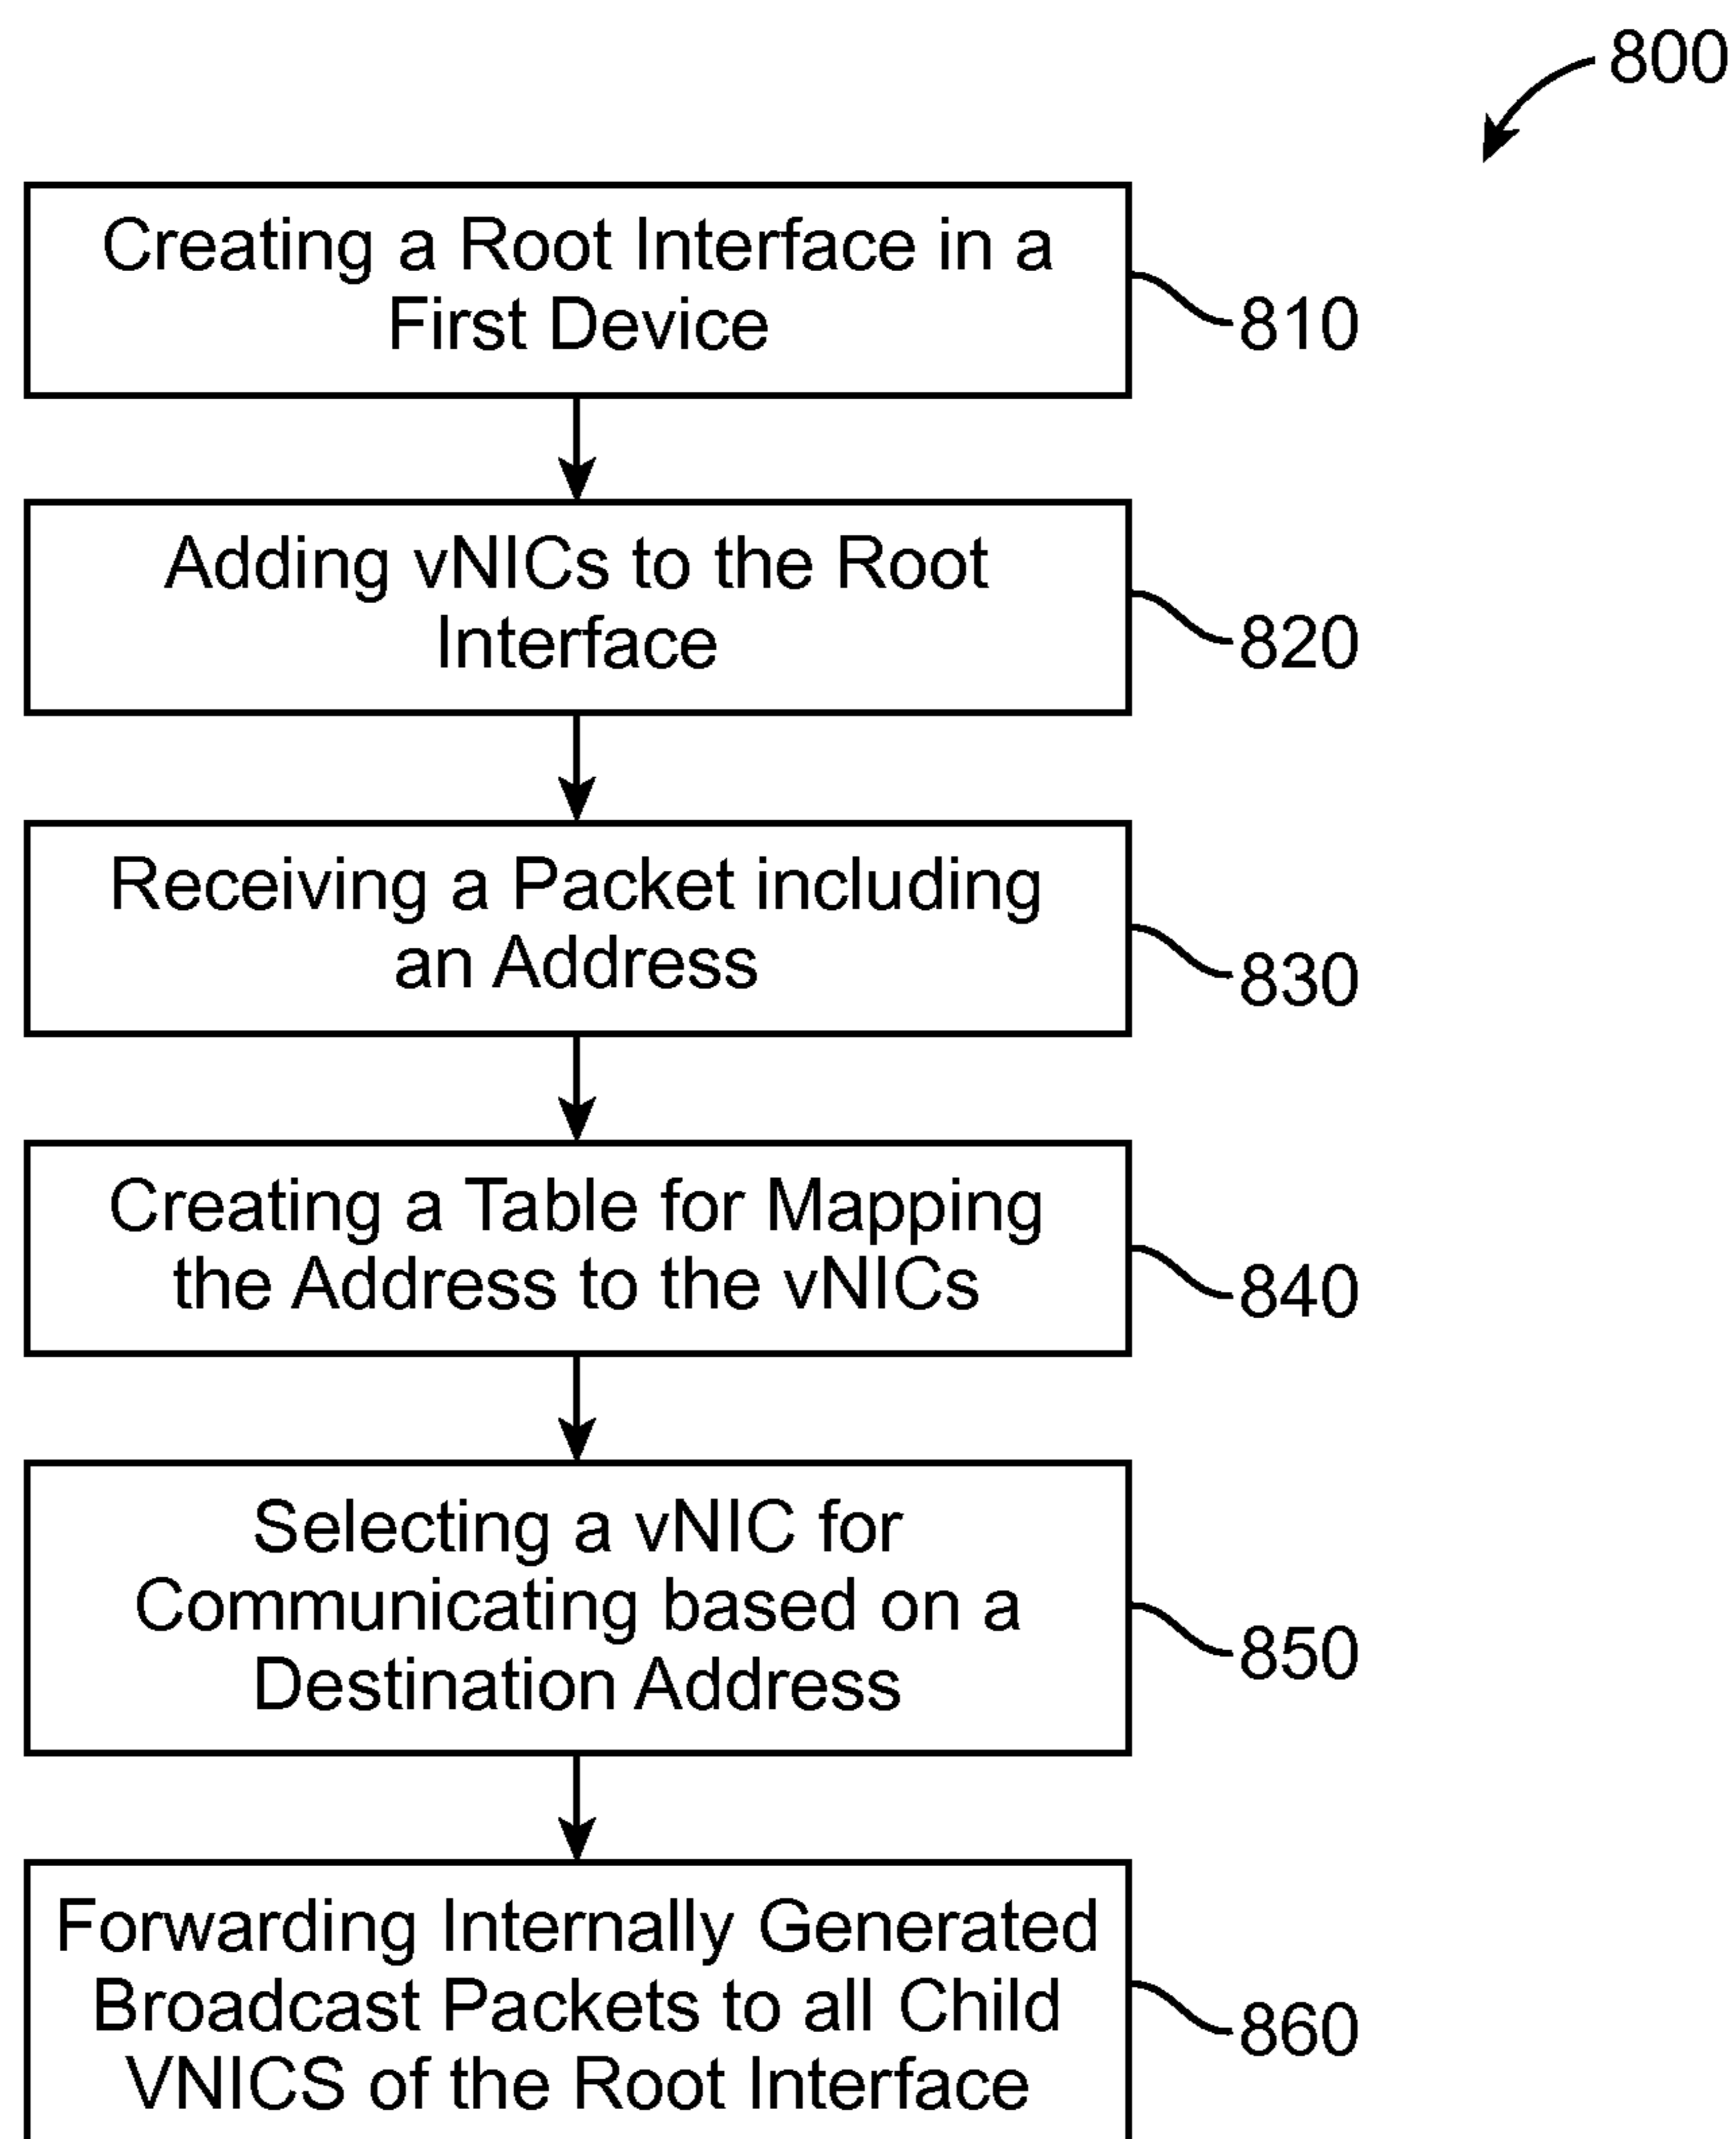 800
Creating a Root Interface in a
First Device
810
Adding vNICs to the Root
Interface
820
Receiving a Packet including
an Address
830
Creating a Table for Mapping
the Address to the vNICs
840
Selecting a vNIC for
Communicating based on a
Destination Address
850
Forwarding Internally Generated
Broadcast Packets to all Child
VNICS of the Root Interface
860